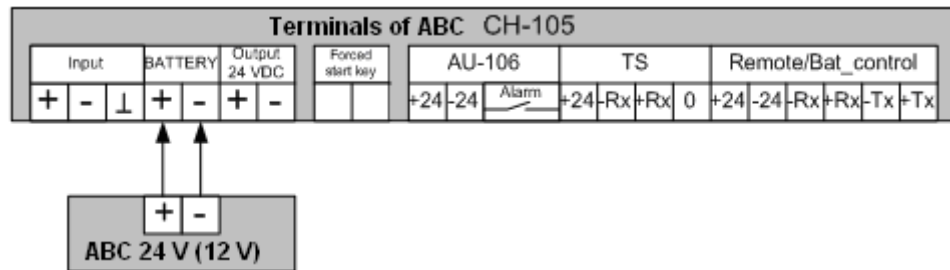 Terminals of ABC CH-105
Input BATTERY Output 24 VDC Forced start key AU-106 TS Remote/Bat_control
+ - ⊥ + - + - +24 -24 Alarm +24 -Rx +Rx 0 +24 -24 -Rx +Rx -Tx +Tx
+ -
ABC 24 V (12 V)